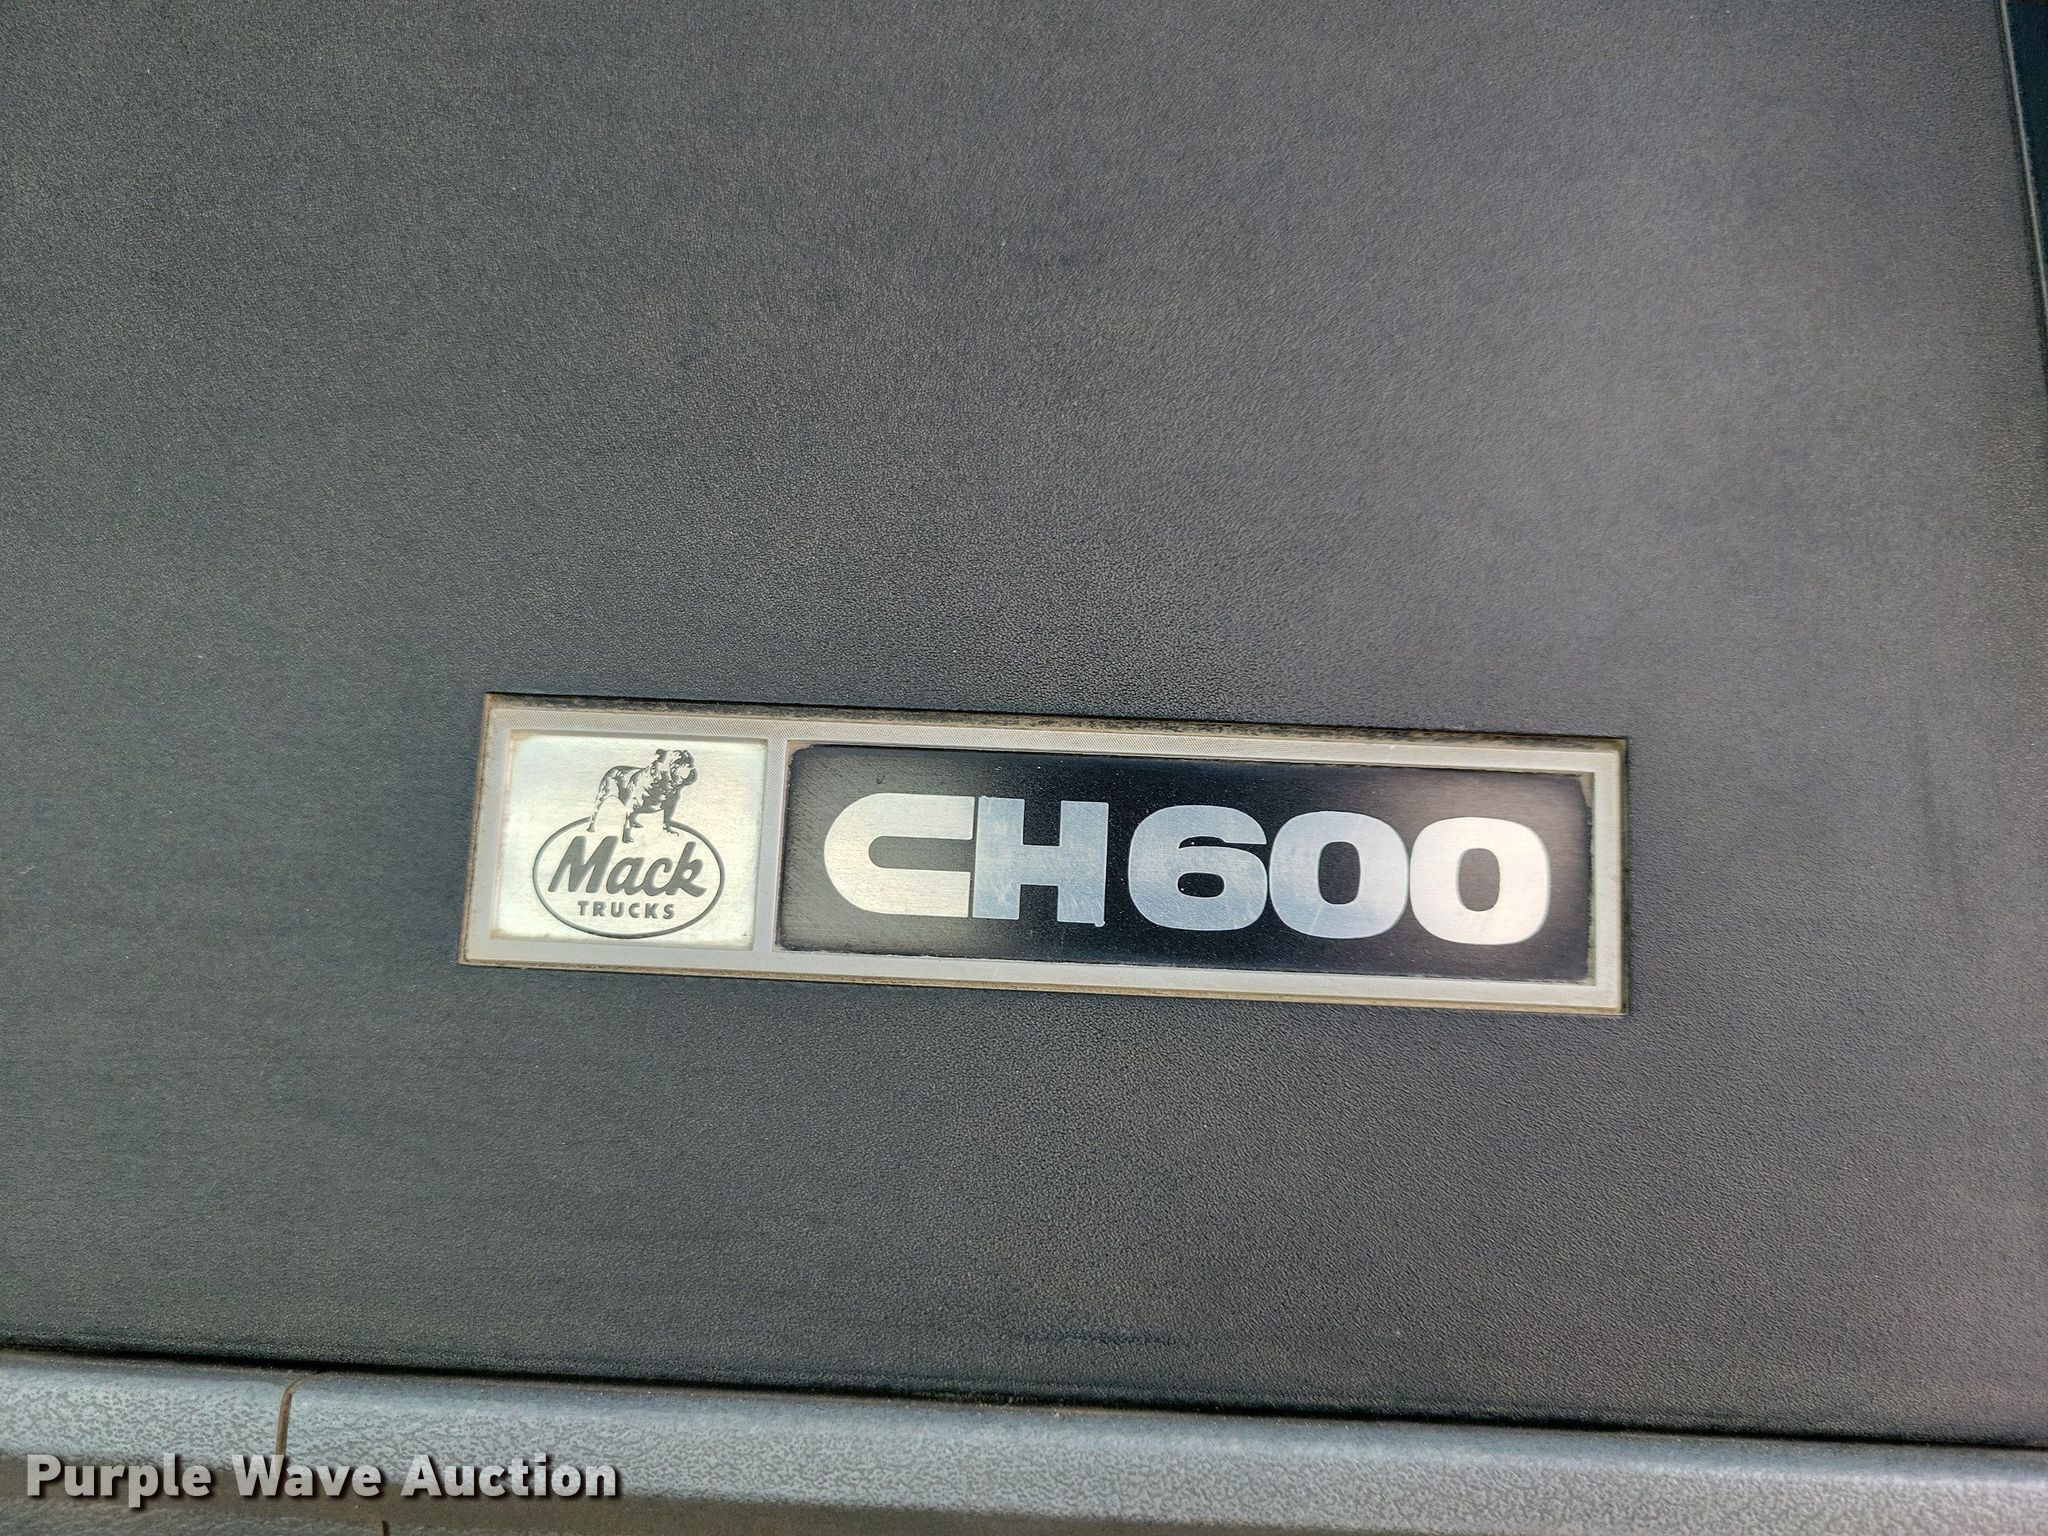 Mack
TRUCKS
CH600
Purple Wave Auction